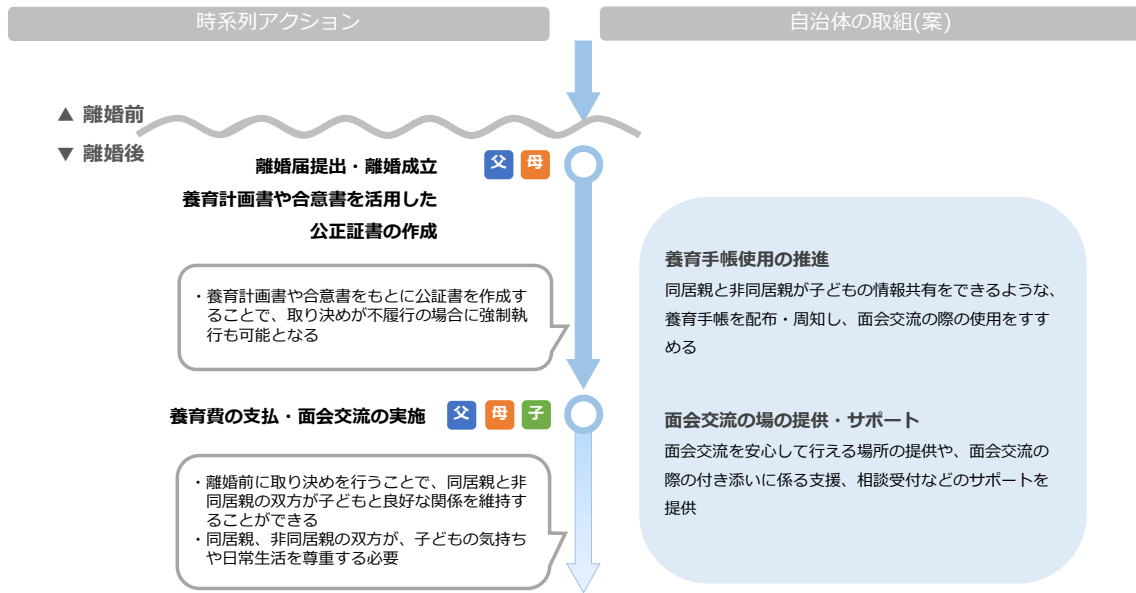 時系列アクション
自治体の取組(案)
▲ 離婚前
▼ 離婚後
離婚届提出・離婚成立
父 母
養育計画書や合意書を活用した
公正証書の作成
・養育計画書や合意書をもとに公証書を作成す
ることで、取り決めが不履行の場合に強制執
行も可能となる
養育費の支払・面会交流の実施
父 母 子
・離婚前に取り決めを行うことで、同居親と非
同居親の双方が子どもと良好な関係を維持す
ることができる
・同居親、非同居親の双方が、子どもの気持ち
や日常生活を尊重する必要
養育手帳使用の推進
同居親と非同居親が子どもの情報共有をできるような、
養育手帳を配布・周知し、面会交流の際の使用をすす
める
面会交流の場の提供・サポート
面会交流を安心して行える場所の提供や、面会交流の
際の付き添いに係る支援、相談受付などのサポートを
提供